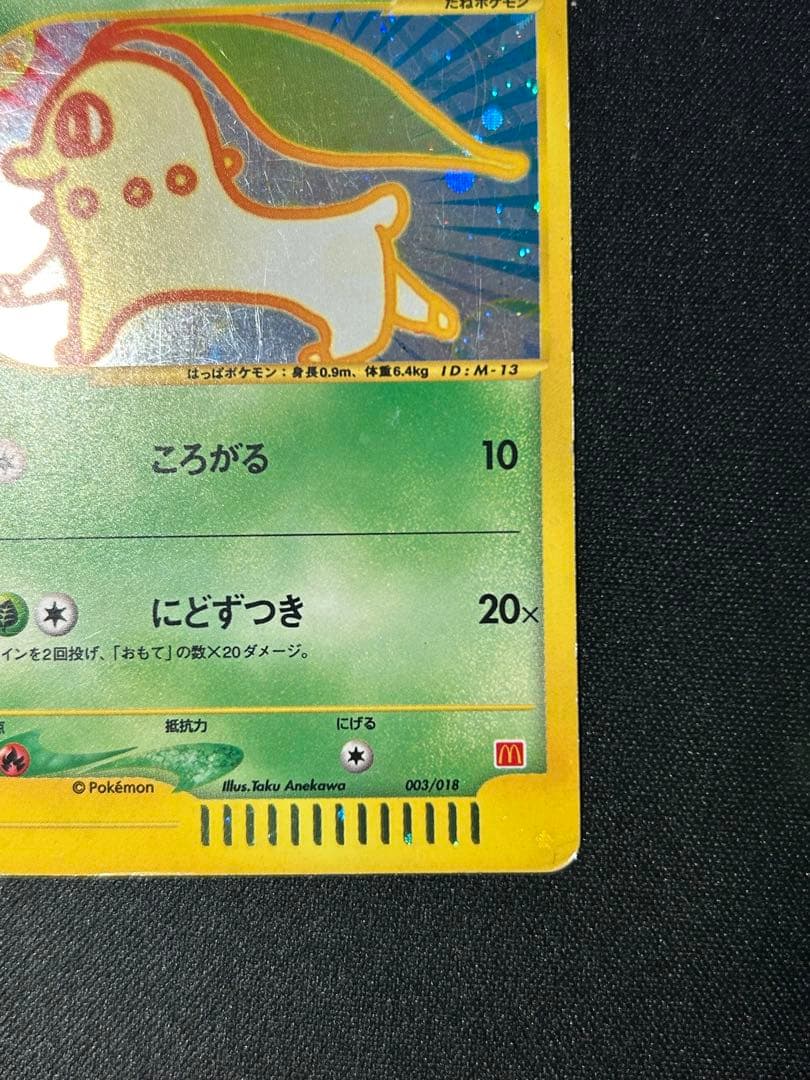 たねポケモン
はっぱポケモン：身長0.9m、体重6.4kg ID:M-13
ころがる 10
にどずつき 20×
インを2回投げ、「おもて」の数×20ダメージ。
点 抵抗力 にげる
©Pokémon Illus.Taku Anekawa 003/018